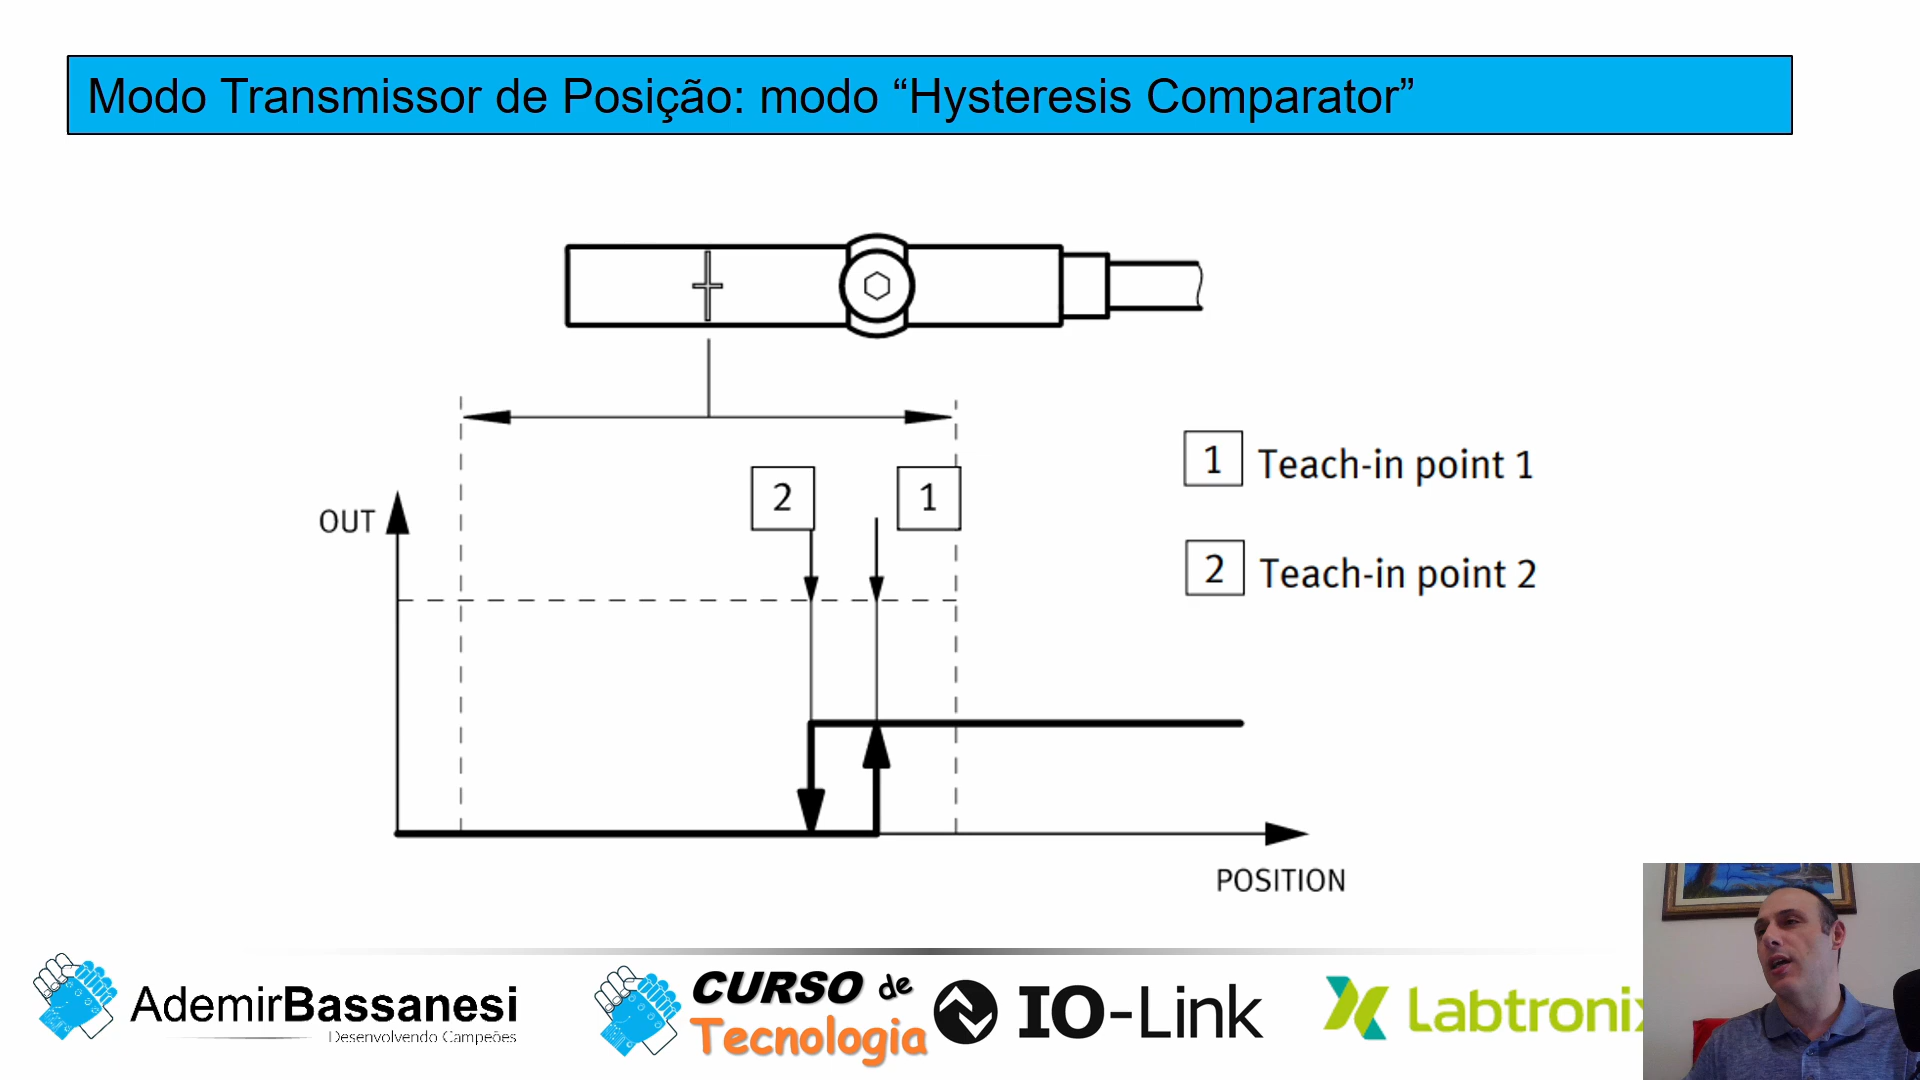 Modo Transmissor de Posição: modo “Hysteresis Comparator”
1 Teach-in point 1
2 1
OUT
2 Teach-in point 2
POSITION
AdemirBassanesi
Desenvolvendo Campeões
CURSO de
Tecnologia
IO-Link
Labtronix